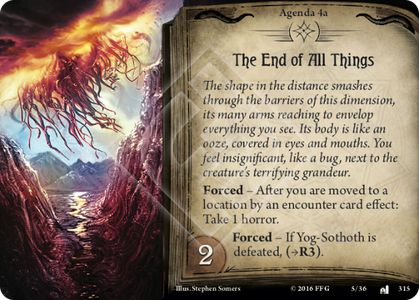 Agenda 4a
The End of All Things
The shape in the distance smashes
through the barriers of this dimension,
its many arms reaching to envelop
everything you see. Its body is like an
ooze, covered in eyes and mouths. You
feel insignificant, like a bug, next to the
creature's terrifying grandeur.
Forced – After you are moved to a
location by an encounter card effect:
Take 1 horror.
2
Forced – If Yog-Sothoth is
defeated, (→R3).
Illus. Stephen Somers
© 2016 FFG
5/36
315